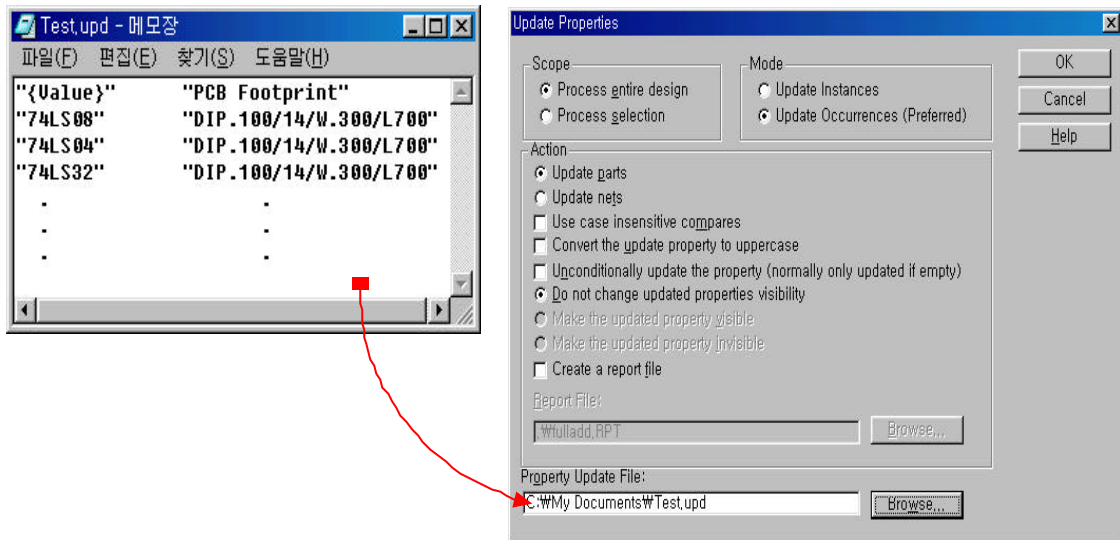 Test.upd - 메모장
파일(F) 편집(E) 찾기(S) 도움말(H)
"{Value}" "PCB Footprint"
"74LS08" "DIP.100/14/W.300/L700"
"74LS04" "DIP.100/14/W.300/L700"
"74LS32" "DIP.100/14/W.300/L700"
. .
. .
. .
Update Properties
Scope
Process entire design
Process selection
Mode
Update Instances
Update Occurrences (Preferred)
OK
Cancel
Help
Action
Update parts
Update nets
Use case insensitive compares
Convert the update property to uppercase
Unconditionally update the property (normally only updated if empty)
Do not change updated properties visibility
Make the updated property visible
Make the updated property invisible
Create a report file
Report File:
.₩fulladd.RPT
Browse...
Property Update File:
C:₩My Documents₩Test.upd
Browse...